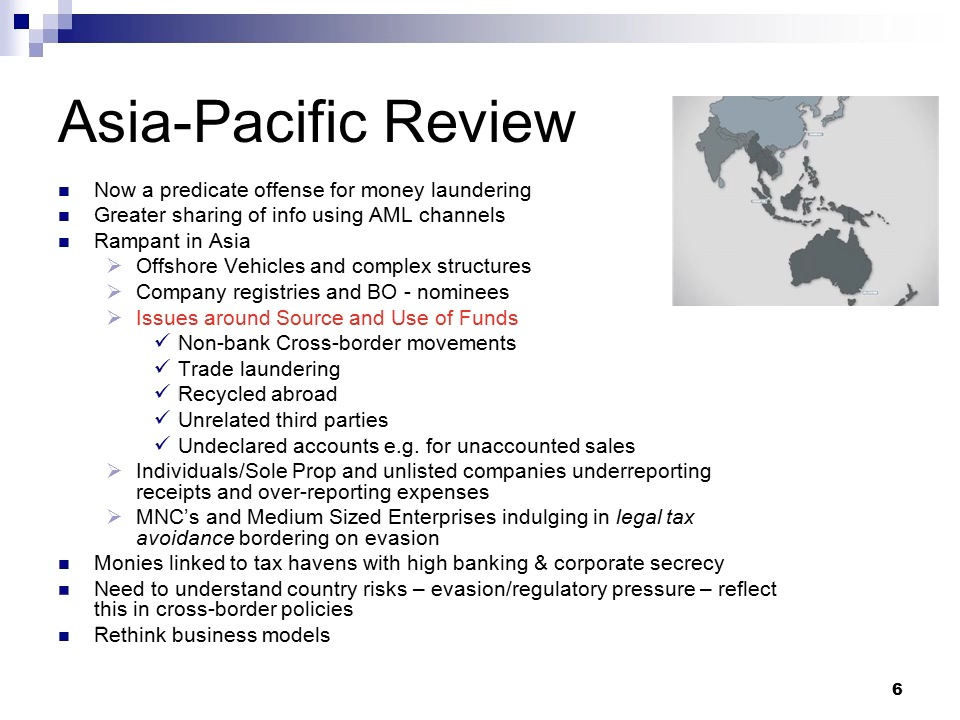 Asia-Pacific Review
Now a predicate offense for money laundering
Greater sharing of info using AML channels
Rampant in Asia
Offshore Vehicles and complex structures
Company registries and BO - nominees
Issues around Source and Use of Funds
Non-bank Cross-border movements
Trade laundering
Recycled abroad
Unrelated third parties
Undeclared accounts e.g. for unaccounted sales
Individuals/Sole Prop and unlisted companies underreporting
receipts and over-reporting expenses
MNC’s and Medium Sized Enterprises indulging in legal tax
avoidance bordering on evasion
Monies linked to tax havens with high banking & corporate secrecy
Need to understand country risks – evasion/regulatory pressure – reflect
this in cross-border policies
Rethink business models
6